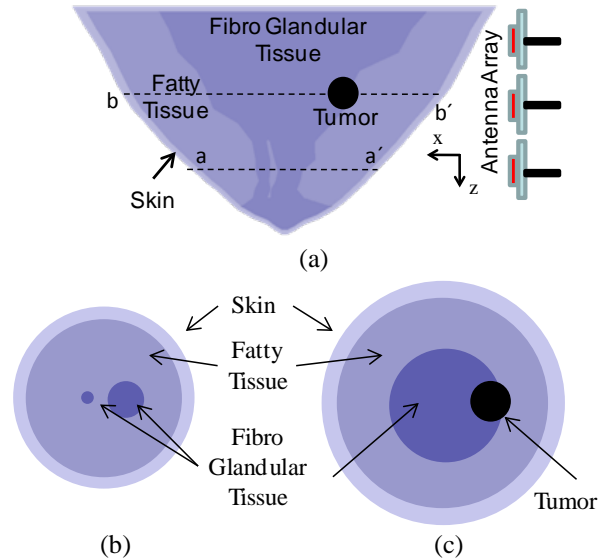 Fibro Glandular
Tissue
Fatty
Tissue
Tumor
b
b′
a
a′
Skin
x
z
Antenna Array
(a)
Skin
Fatty
Tissue
Fibro
Glandular
Tissue
Tumor
(b)
(c)